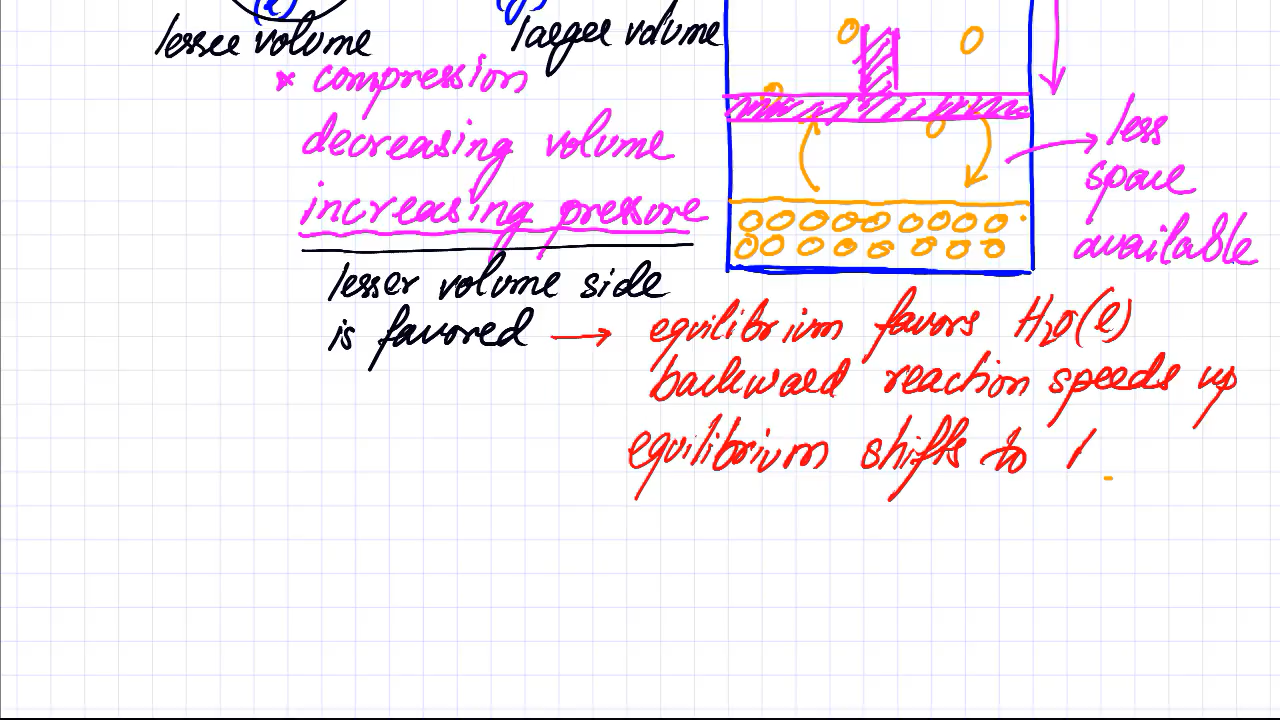 (l)
(g)
lesser volume
larger volume
* compression
decreasing volume
increasing pressure
less
space
available
lesser volume side
is favored → equilibrium favors H2O(l)
backward reaction speeds up
equilibrium shifts to